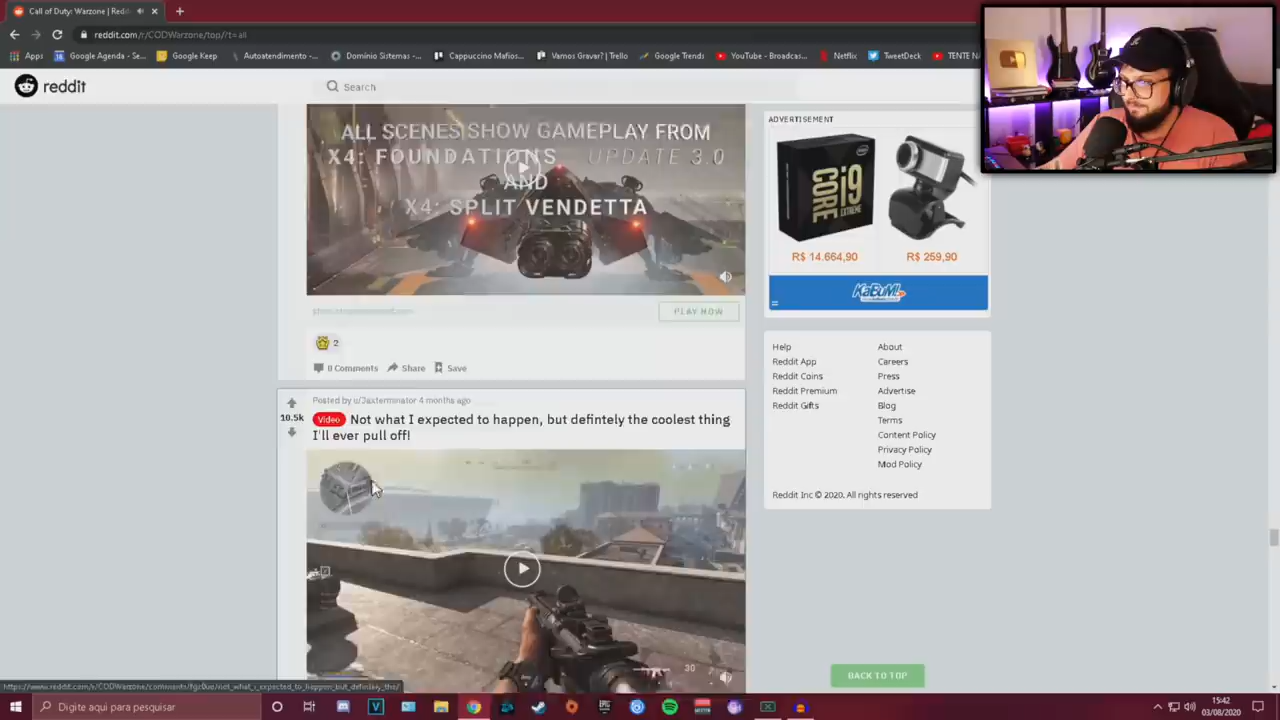 Call of Duty: Warzone | Redd
reddit.com/r/CODWarzone/top/?t=all
Apps
Google Agenda - Se...
Google Keep
Autoatendimento -...
Domínio Sistemas -...
Cappuccino Mafios...
Vamos Gravar? | Trello
Google Trends
YouTube - Broadcas...
Netflix
TweetDeck
TENTE N
reddit
Search
ALL SCENES SHOW GAMEPLAY FROM
X4: FOUNDATIONS UPDATE 3.0
AND
X4: SPLIT VENDETTA
PLAY NOW
2
0 Comments
Share
Save
ADVERTISEMENT
intel
CORE
i9
EXTREME
R$ 14.664,90
R$ 259,90
KaBuM!
Help
About
Reddit App
Careers
Reddit Coins
Press
Reddit Premium
Advertise
Reddit Gifts
Blog
Terms
Content Policy
Privacy Policy
Mod Policy
Reddit Inc © 2020. All rights reserved
Posted by u/Jaxterminator 4 months ago
10.5k
Video Not what I expected to happen, but defintely the coolest thing
I'll ever pull off!
30
BACK TO TOP
Digite aqui para pesquisar
15:42
03/08/2020